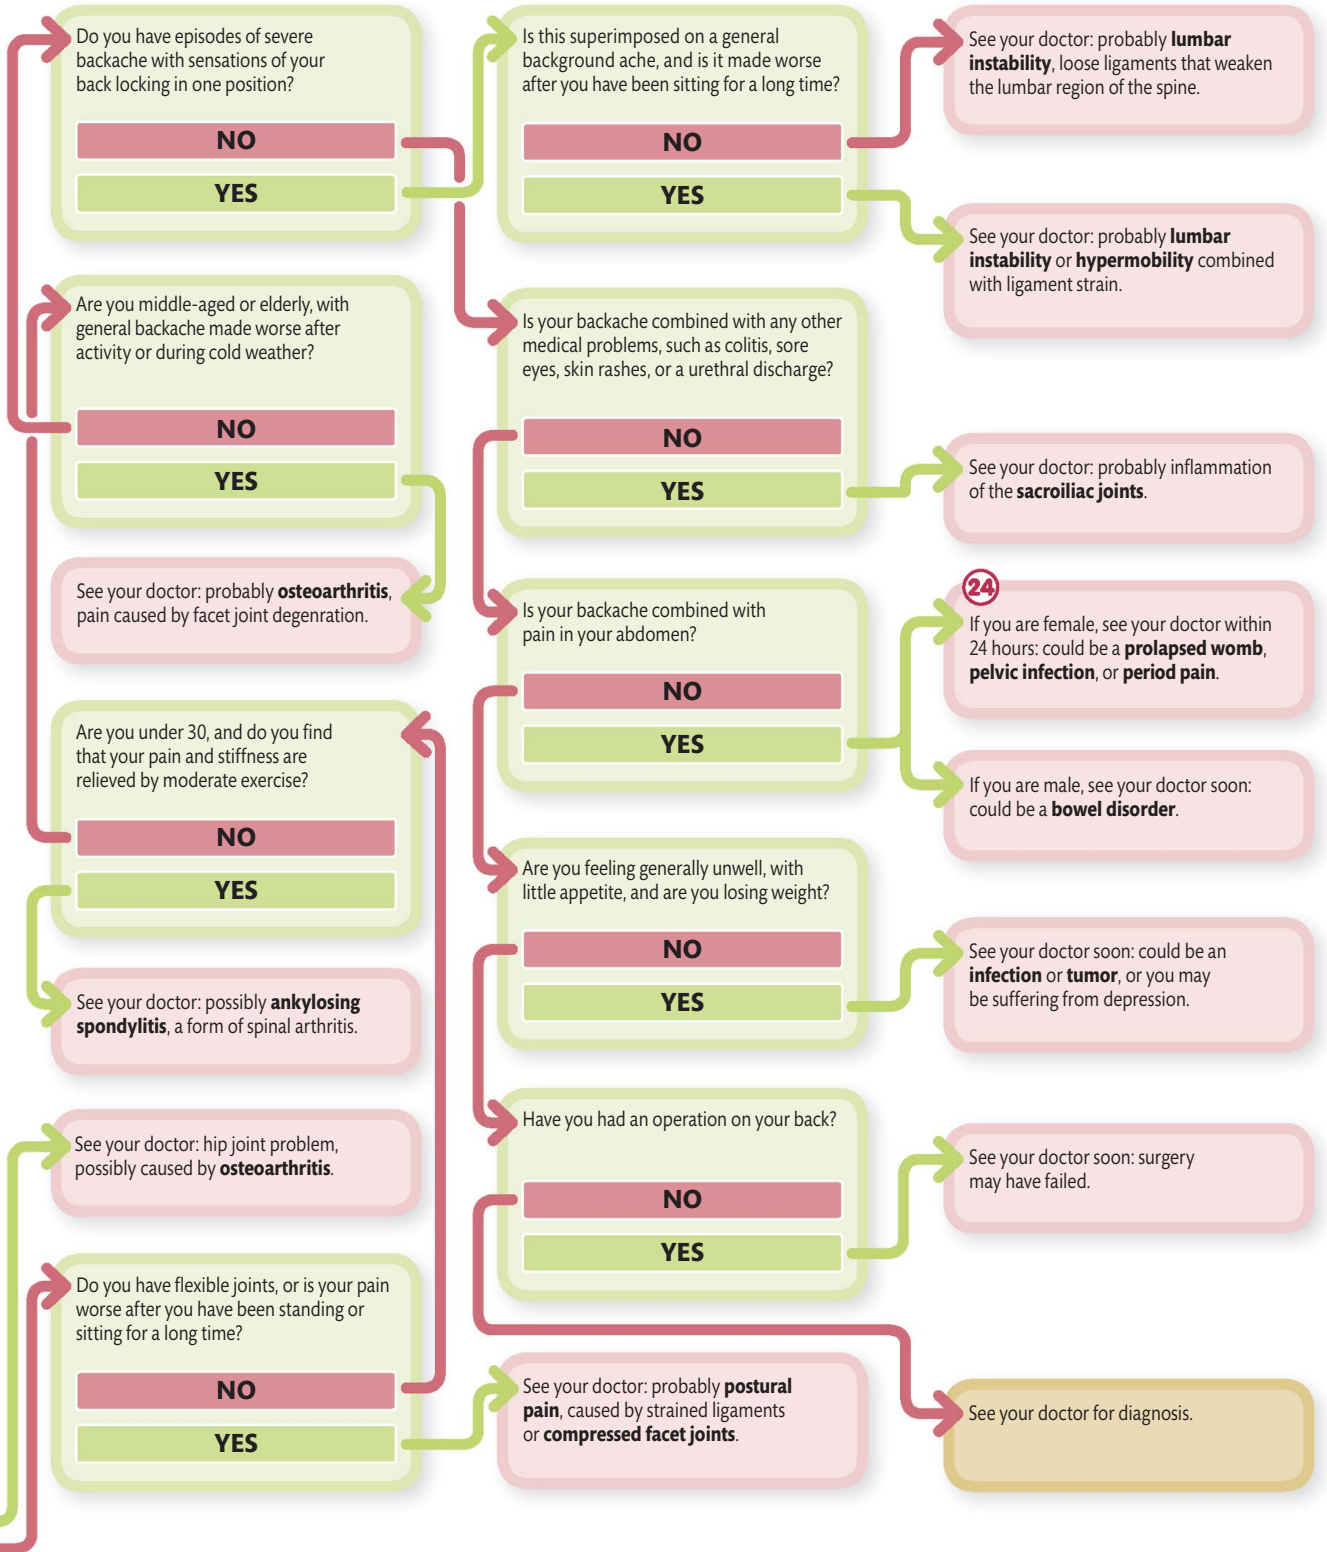 Do you have episodes of severe
backache with sensations of your
back locking in one position?
NO
YES
Are you middle-aged or elderly, with
general backache made worse after
activity or during cold weather?
NO
YES
See your doctor: probably osteoarthritis,
pain caused by facet joint degenration.
Are you under 30, and do you find
that your pain and stiffness are
relieved by moderate exercise?
NO
YES
See your doctor: possibly ankylosing
spondylitis, a form of spinal arthritis.
See your doctor: hip joint problem,
possibly caused by osteoarthritis.
Do you have flexible joints, or is your pain
worse after you have been standing or
sitting for a long time?
NO
YES
Is this superimposed on a general
background ache, and is it made worse
after you have been sitting for a long time?
NO
YES
Is your backache combined with any other
medical problems, such as colitis, sore
eyes, skin rashes, or a urethral discharge?
NO
YES
Is your backache combined with
pain in your abdomen?
NO
YES
Are you feeling generally unwell, with
little appetite, and are you losing weight?
NO
YES
Have you had an operation on your back?
NO
YES
See your doctor: probably postural
pain, caused by strained ligaments
or compressed facet joints.
See your doctor: probably lumbar
instability, loose ligaments that weaken
the lumbar region of the spine.
See your doctor: probably lumbar
instability or hypermobility combined
with ligament strain.
See your doctor: probably inflammation
of the sacroiliac joints.
24
If you are female, see your doctor within
24 hours: could be a prolapsed womb,
pelvic infection, or period pain.
If you are male, see your doctor soon:
could be a bowel disorder.
See your doctor soon: could be an
infection or tumor, or you may
be suffering from depression.
See your doctor soon: surgery
may have failed.
See your doctor for diagnosis.